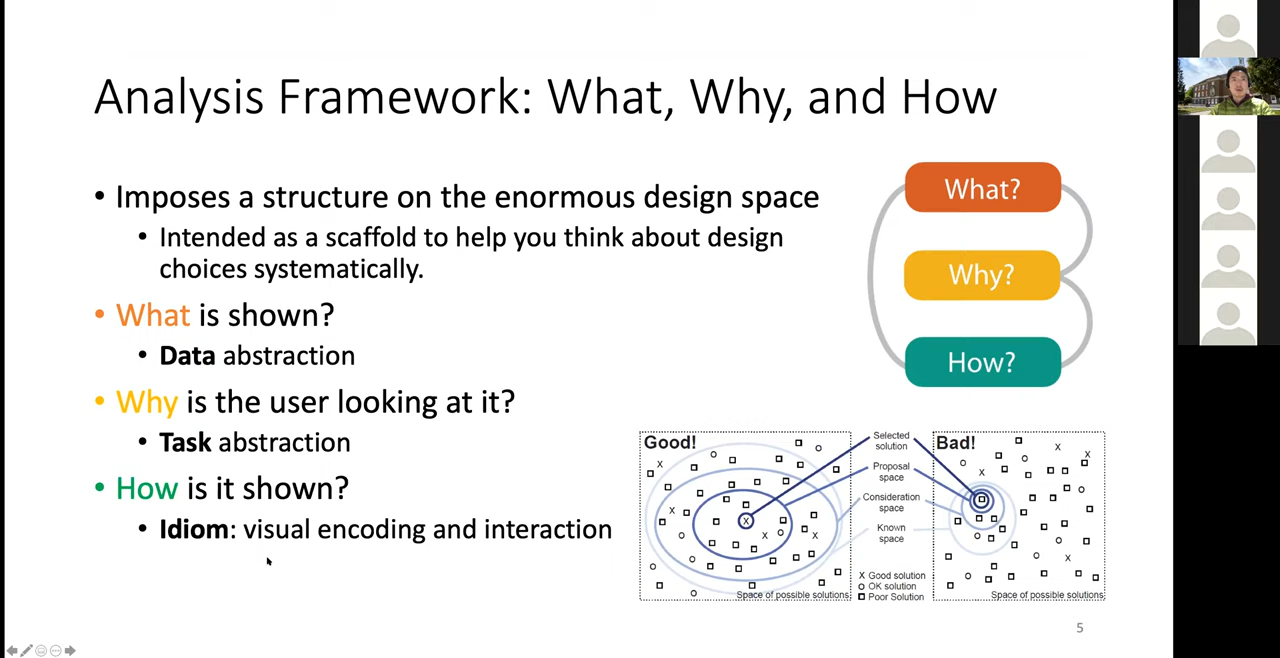 Analysis Framework: What, Why, and How
• Imposes a structure on the enormous design space
• Intended as a scaffold to help you think about design
choices systematically.
• What is shown?
• Data abstraction
• Why is the user looking at it?
• Task abstraction
• How is it shown?
• Idiom: visual encoding and interaction
What?
Why?
How?
Good!
Selected
solution
Proposal
space
Consideration
space
Known
space
X Good solution
o OK solution
□ Poor Solution
Space of possible solutions
Bad!
Space of possible solutions
5